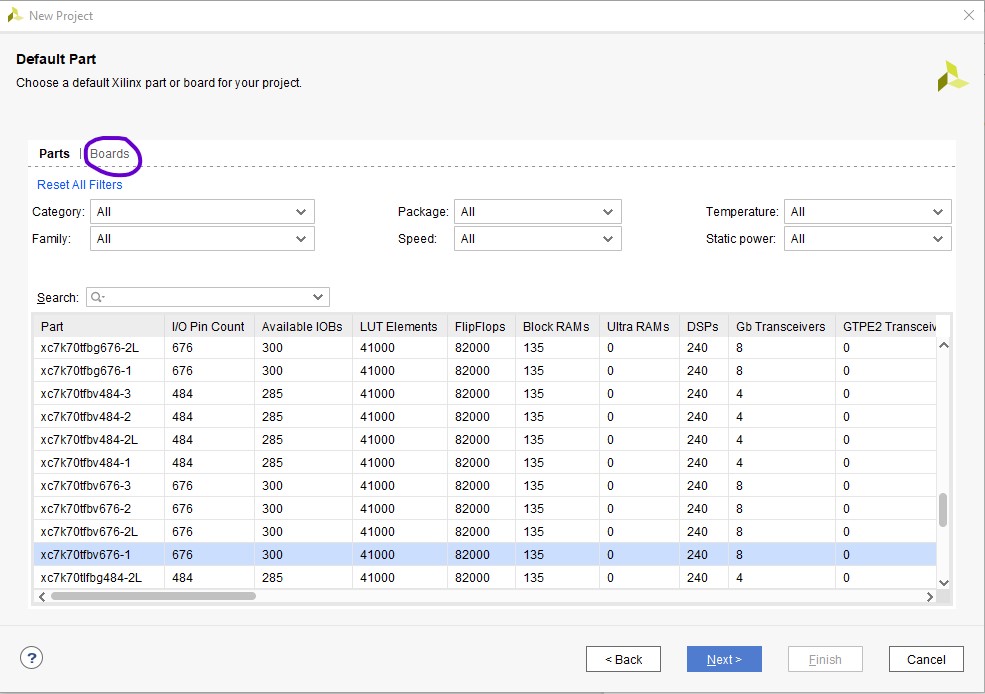 New Project
Default Part
Choose a default Xilinx part or board for your project.
Parts | Boards
Reset All Filters
Category: All Package: All Temperature: All
Family: All Speed: All Static power: All
Search:
Part I/O Pin Count Available IOBs LUT Elements FlipFlops Block RAMs Ultra RAMs DSPs Gb Transceivers GTPE2 Transceiv
xc7k70tfbg676-2L 676 300 41000 82000 135 0 240 8 0
xc7k70tfbg676-1 676 300 41000 82000 135 0 240 8 0
xc7k70tfbv484-3 484 285 41000 82000 135 0 240 4 0
xc7k70tfbv484-2 484 285 41000 82000 135 0 240 4 0
xc7k70tfbv484-2L 484 285 41000 82000 135 0 240 4 0
xc7k70tfbv484-1 484 285 41000 82000 135 0 240 4 0
xc7k70tfbv676-3 676 300 41000 82000 135 0 240 8 0
xc7k70tfbv676-2 676 300 41000 82000 135 0 240 8 0
xc7k70tfbv676-2L 676 300 41000 82000 135 0 240 8 0
xc7k70tfbv676-1 676 300 41000 82000 135 0 240 8 0
xc7k70tlfbg484-2L 484 285 41000 82000 135 0 240 4 0
? < Back Next > Finish Cancel